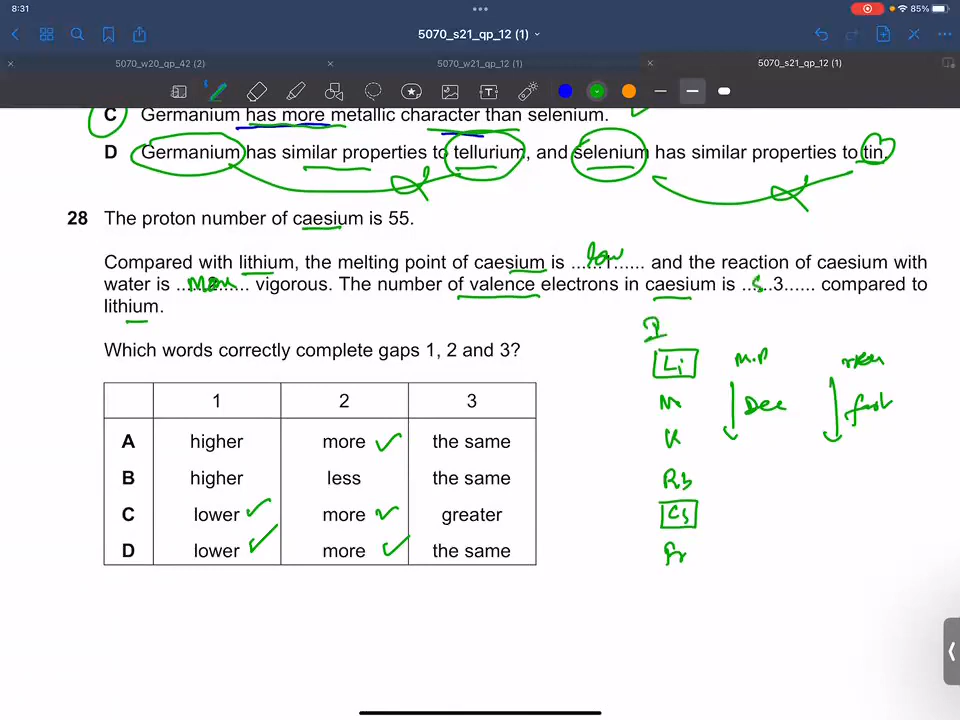 8:31
85%
5070_s21_qp_12 (1)
5070_w20_qp_42 (2)
5070_w21_qp_12 (1)
5070_s21_qp_12 (1)
C Germanium has more metallic character than selenium.
D Germanium has similar properties to tellurium, and selenium has similar properties to tin.
28 The proton number of caesium is 55.
low
Compared with lithium, the melting point of caesium is ......1...... and the reaction of caesium with
water is ......2...... vigorous. The number of valence electrons in caesium is ......3...... compared to
lithium.
I
Which words correctly complete gaps 1, 2 and 3?
Li M.P
1 2 3
Dec fast
A higher more the same
K
B higher less the same
Rb
C lower more greater
Cs
D lower more the same
Fr